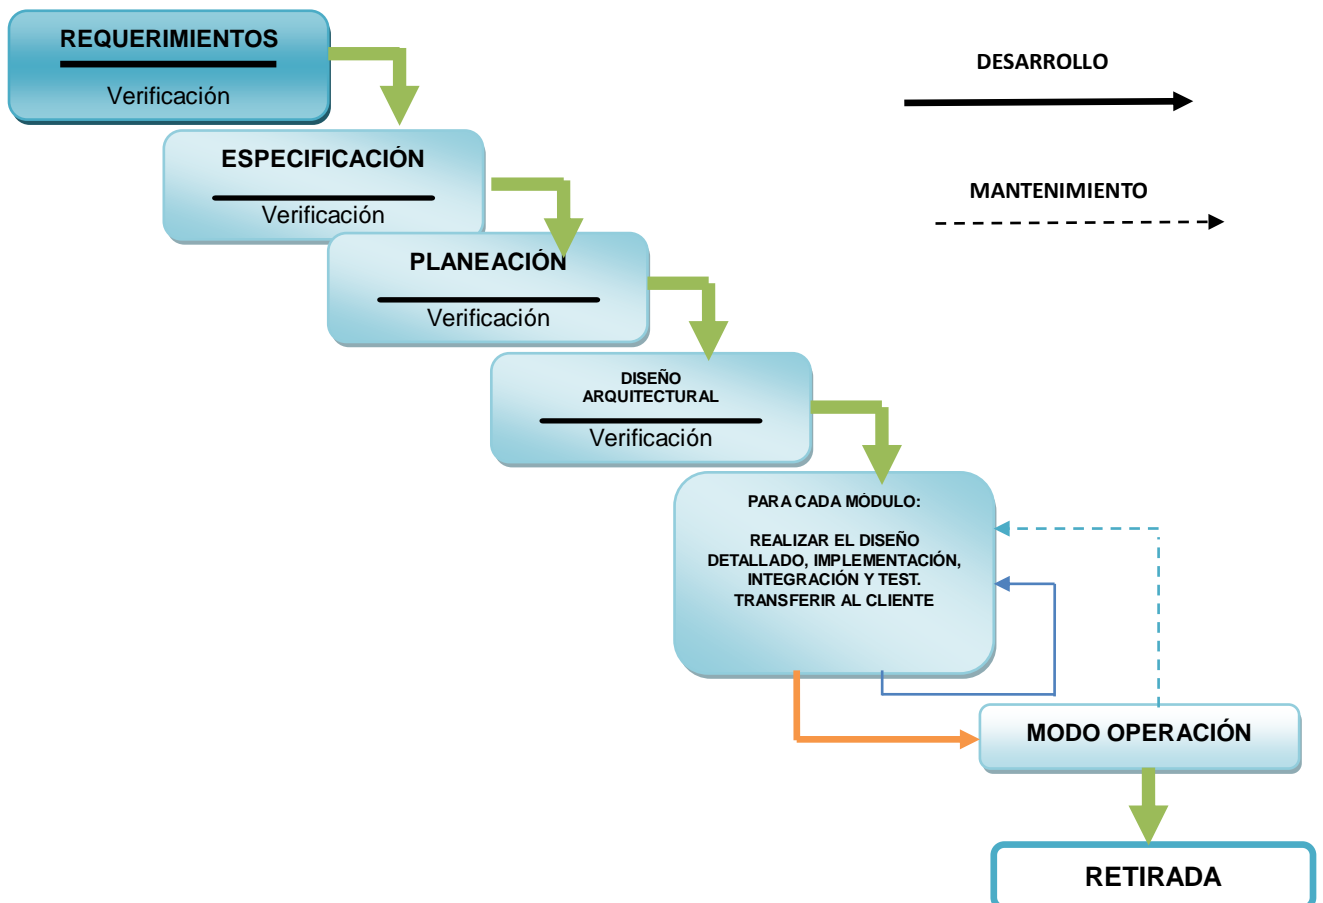 REQUERIMIENTOS
Verificación
DESARROLLO
ESPECIFICACIÓN
Verificación
MANTENIMIENTO
PLANEACIÓN
Verificación
DISEÑO
ARQUITECTURAL
Verificación
PARA CADA MÓDULO:
REALIZAR EL DISEÑO
DETALLADO, IMPLEMENTACIÓN,
INTEGRACIÓN Y TEST.
TRANSFERIR AL CLIENTE
MODO OPERACIÓN
RETIRADA